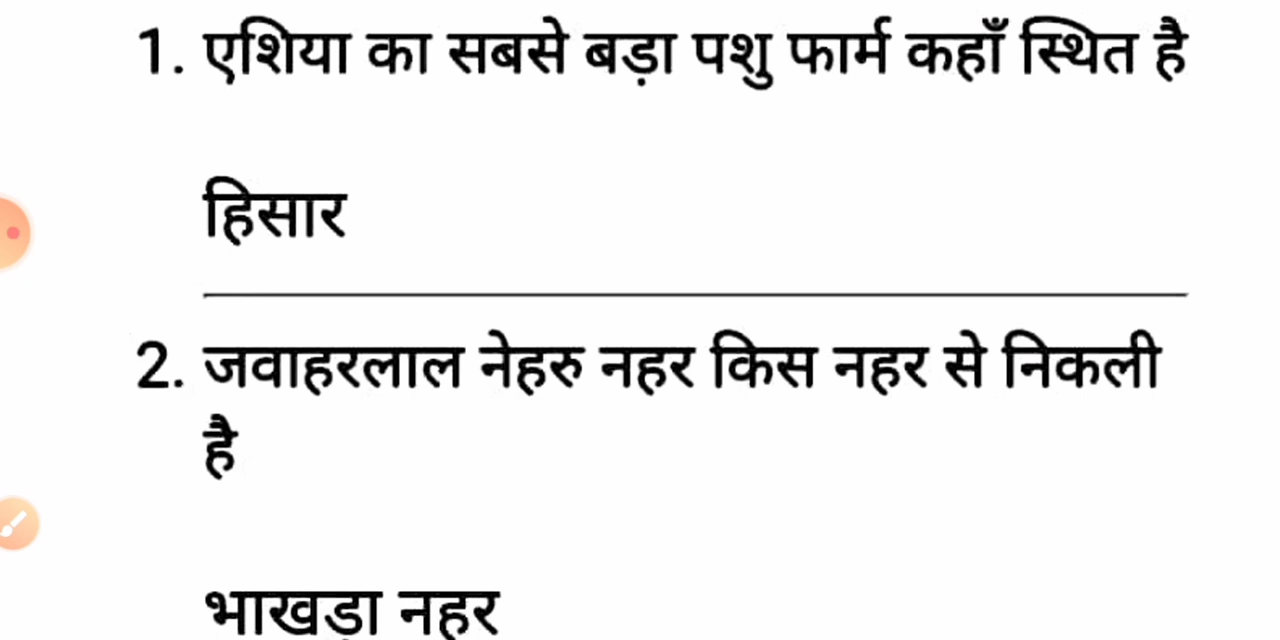 1. एशिया का सबसे बड़ा पशु फार्म कहाँ स्थित है
हिसार
2. जवाहरलाल नेहरु नहर किस नहर से निकली
है
भाखड़ा नहर